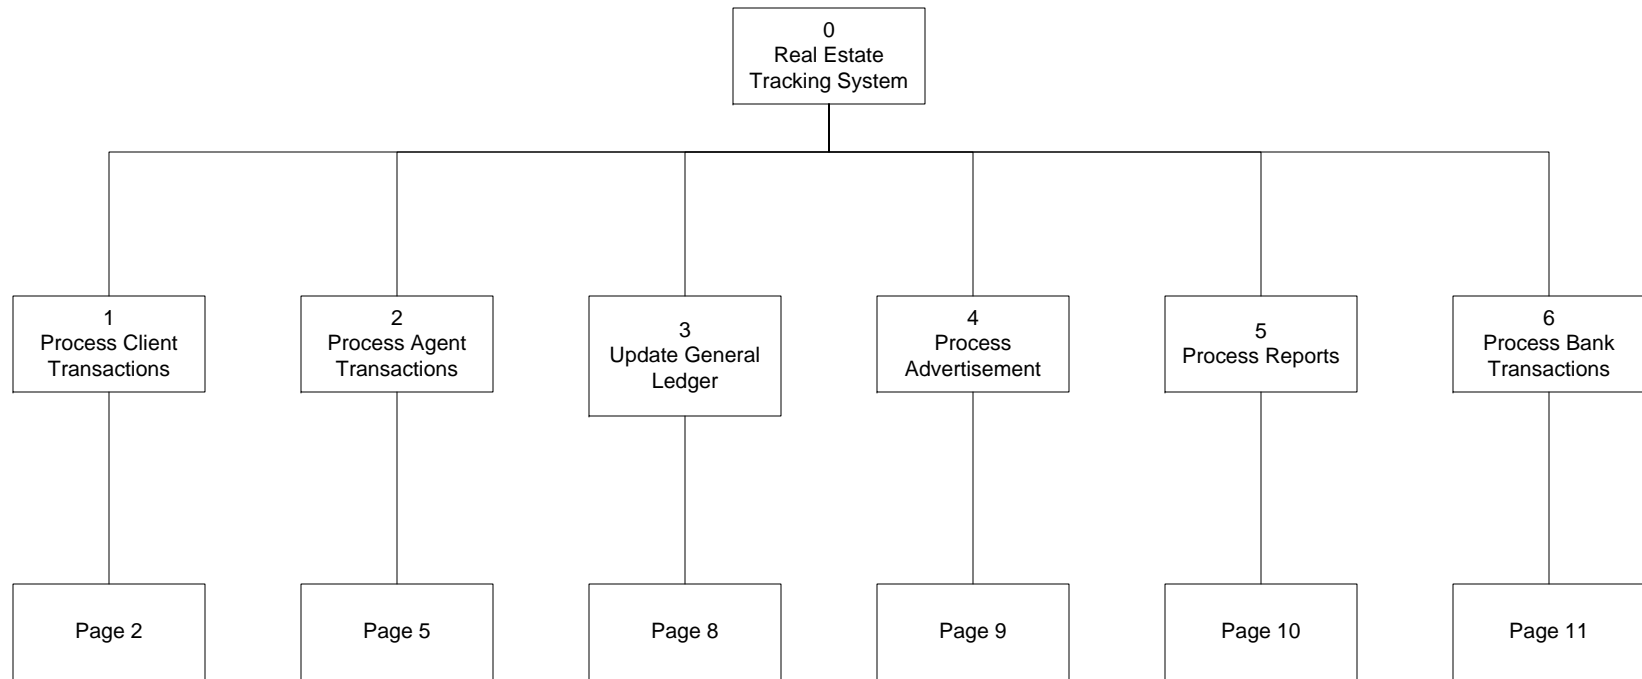 0
Real Estate
Tracking System
1
Process Client
Transactions
2
Process Agent
Transactions
3
Update General
Ledger
4
Process
Advertisement
5
Process Reports
6
Process Bank
Transactions
Page 2
Page 5
Page 8
Page 9
Page 10
Page 11